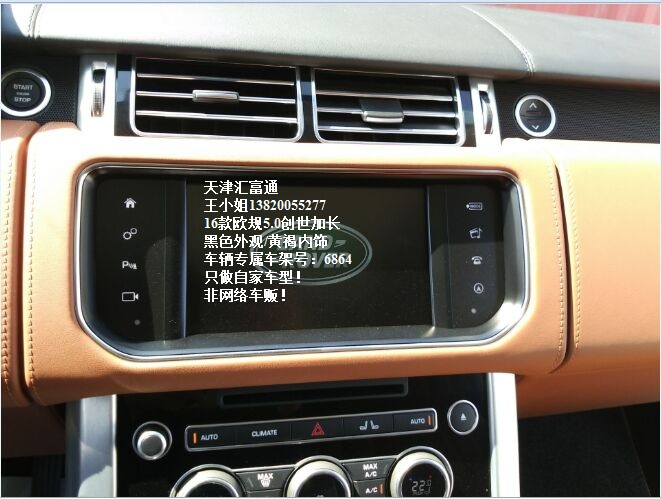 天津汇富通
王小姐13820055277
16款欧规5.0创世加长
黑色外观/黄褐内饰
车辆专属车架号：6864
只做自家车型！
非网络车贩！
START
STOP
ROVER
AUTO
CLIMATE
AUTO
MAX
MAX
A/C
A/C
22